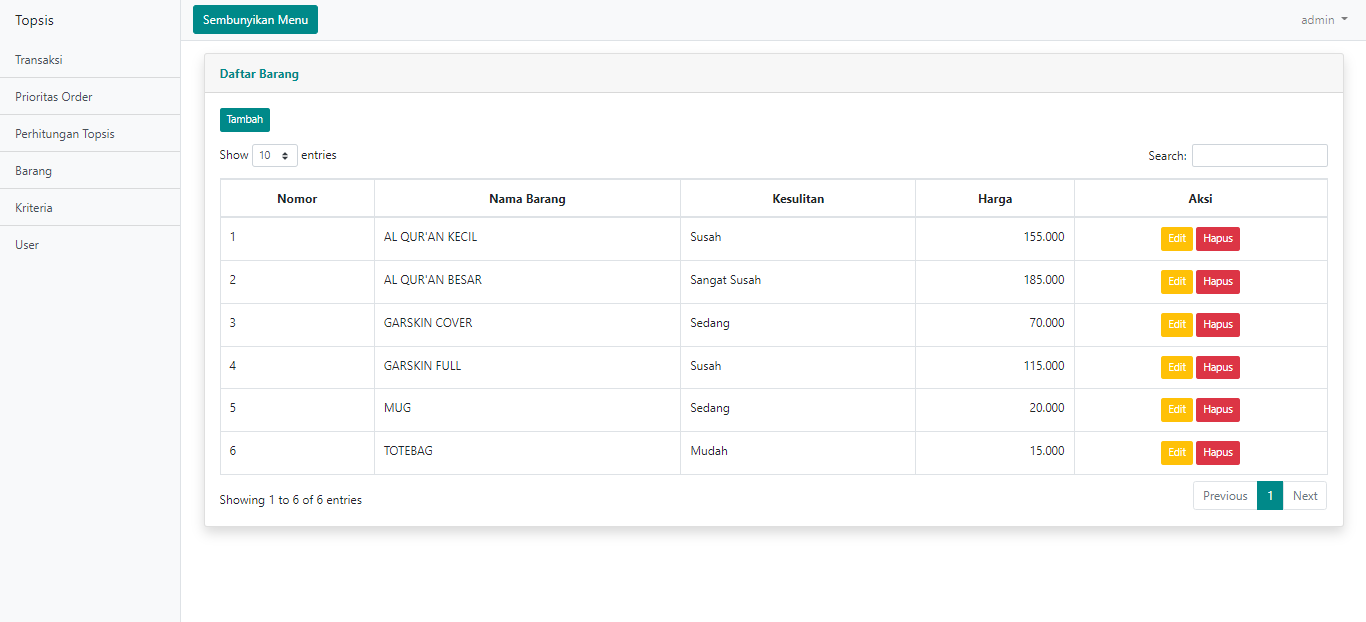 Topsis
Sembunyikan Menu
admin
Transaksi
Prioritas Order
Perhitungan Topsis
Barang
Kriteria
User
Daftar Barang
Tambah
Show 10 entries
Search:
Nomor Nama Barang Kesulitan Harga Aksi
1 AL QUR'AN KECIL Susah 155.000 Edit Hapus
2 AL QUR'AN BESAR Sangat Susah 185.000 Edit Hapus
3 GARSKIN COVER Sedang 70.000 Edit Hapus
4 GARSKIN FULL Susah 115.000 Edit Hapus
5 MUG Sedang 20.000 Edit Hapus
6 TOTEBAG Mudah 15.000 Edit Hapus
Showing 1 to 6 of 6 entries
Previous 1 Next